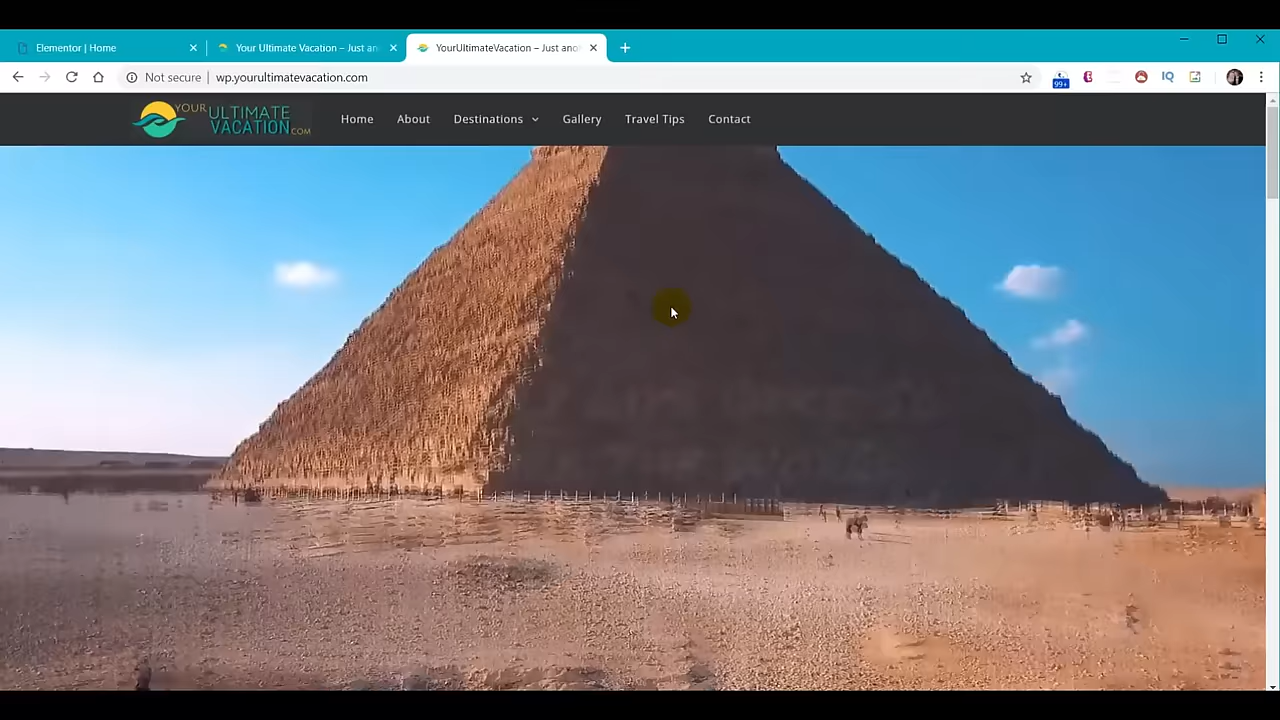 Elementor | Home
Your Ultimate Vacation – Just an
YourUltimateVacation – Just ano
Not secure
wp.yourultimatevacation.com
99+
IQ
YOUR ULTIMATE VACATION.COM
Home
About
Destinations
Gallery
Travel Tips
Contact